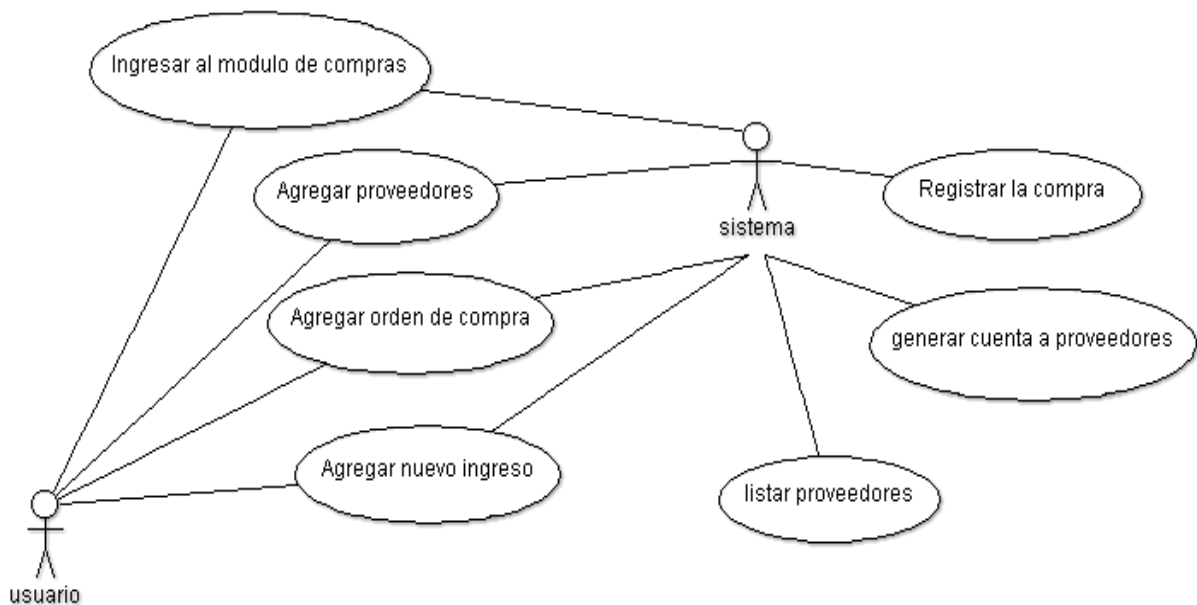 Ingresar al modulo de compras
Agregar proveedores
Registrar la compra
sistema
Agregar orden de compra
generar cuenta a proveedores
Agregar nuevo ingreso
listar proveedores
usuario